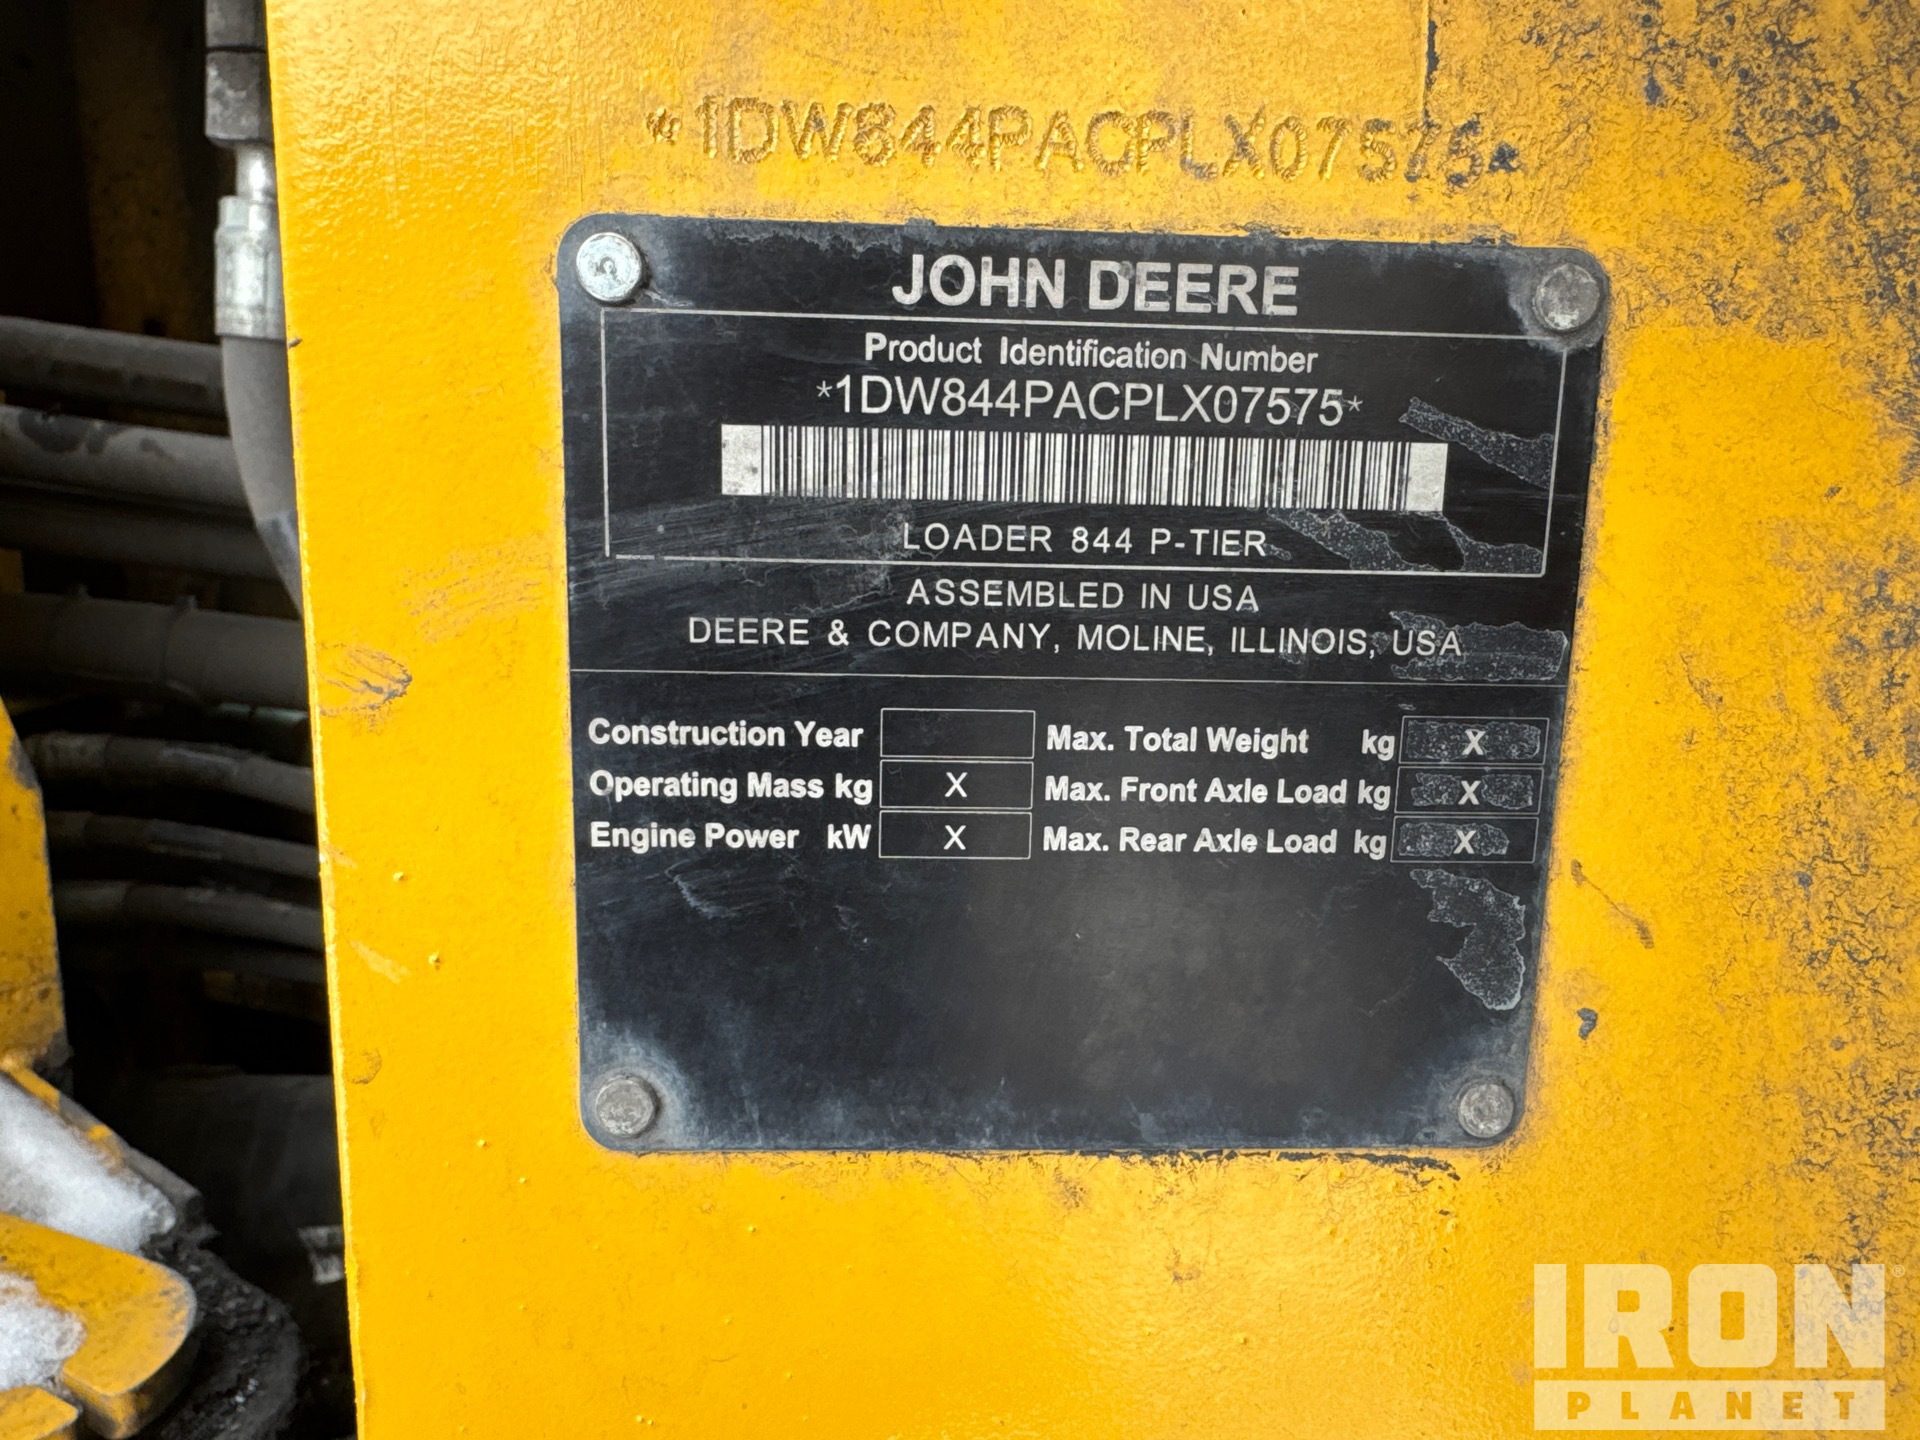 *1DW844PACPLX07575*
JOHN DEERE
Product Identification Number
*1DW844PACPLX07575*
LOADER 844 P-TIER
ASSEMBLED IN USA
DEERE & COMPANY, MOLINE, ILLINOIS, USA
Construction Year
Max. Total Weight kg X
Operating Mass kg X
Max. Front Axle Load kg X
Engine Power kW X
Max. Rear Axle Load kg X
IRON®
PLANET